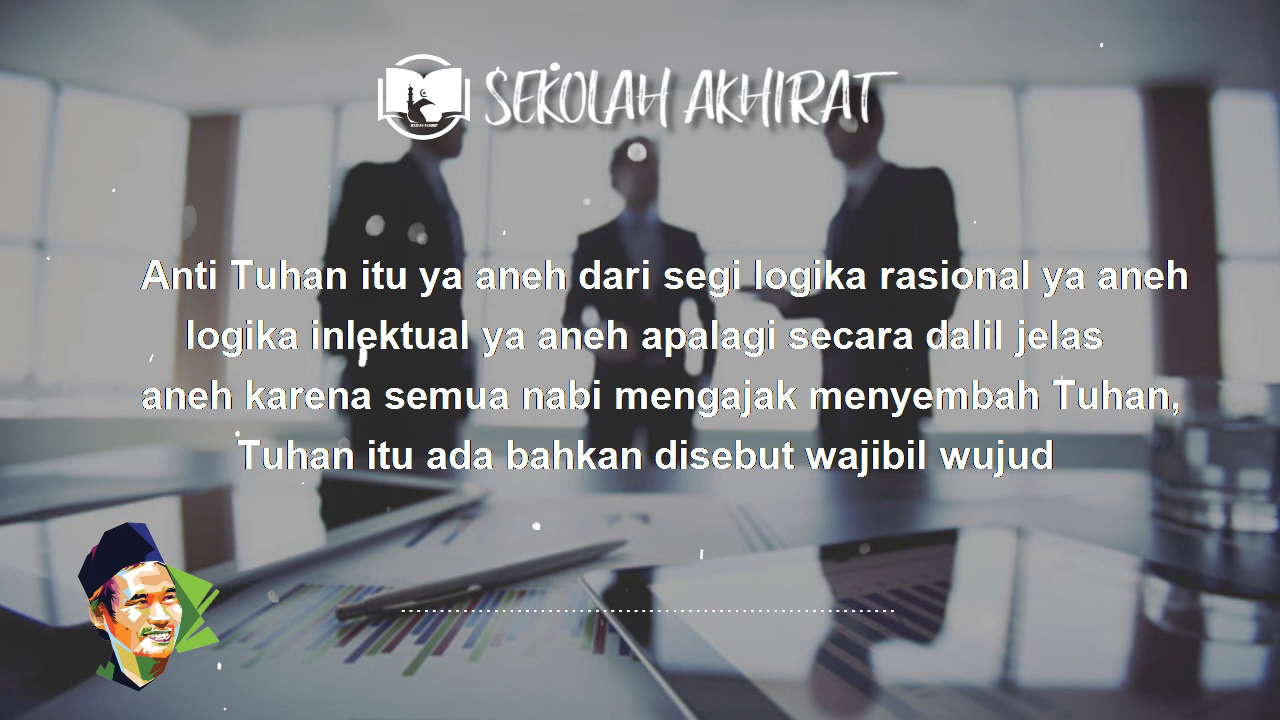 SEKOLAH AKHIRAT
Anti Tuhan itu ya aneh dari segi logika rasional ya aneh
logika inlektual ya aneh apalagi secara dalil jelas
aneh karena semua nabi mengajak menyembah Tuhan,
Tuhan itu ada bahkan disebut wajibil wujud